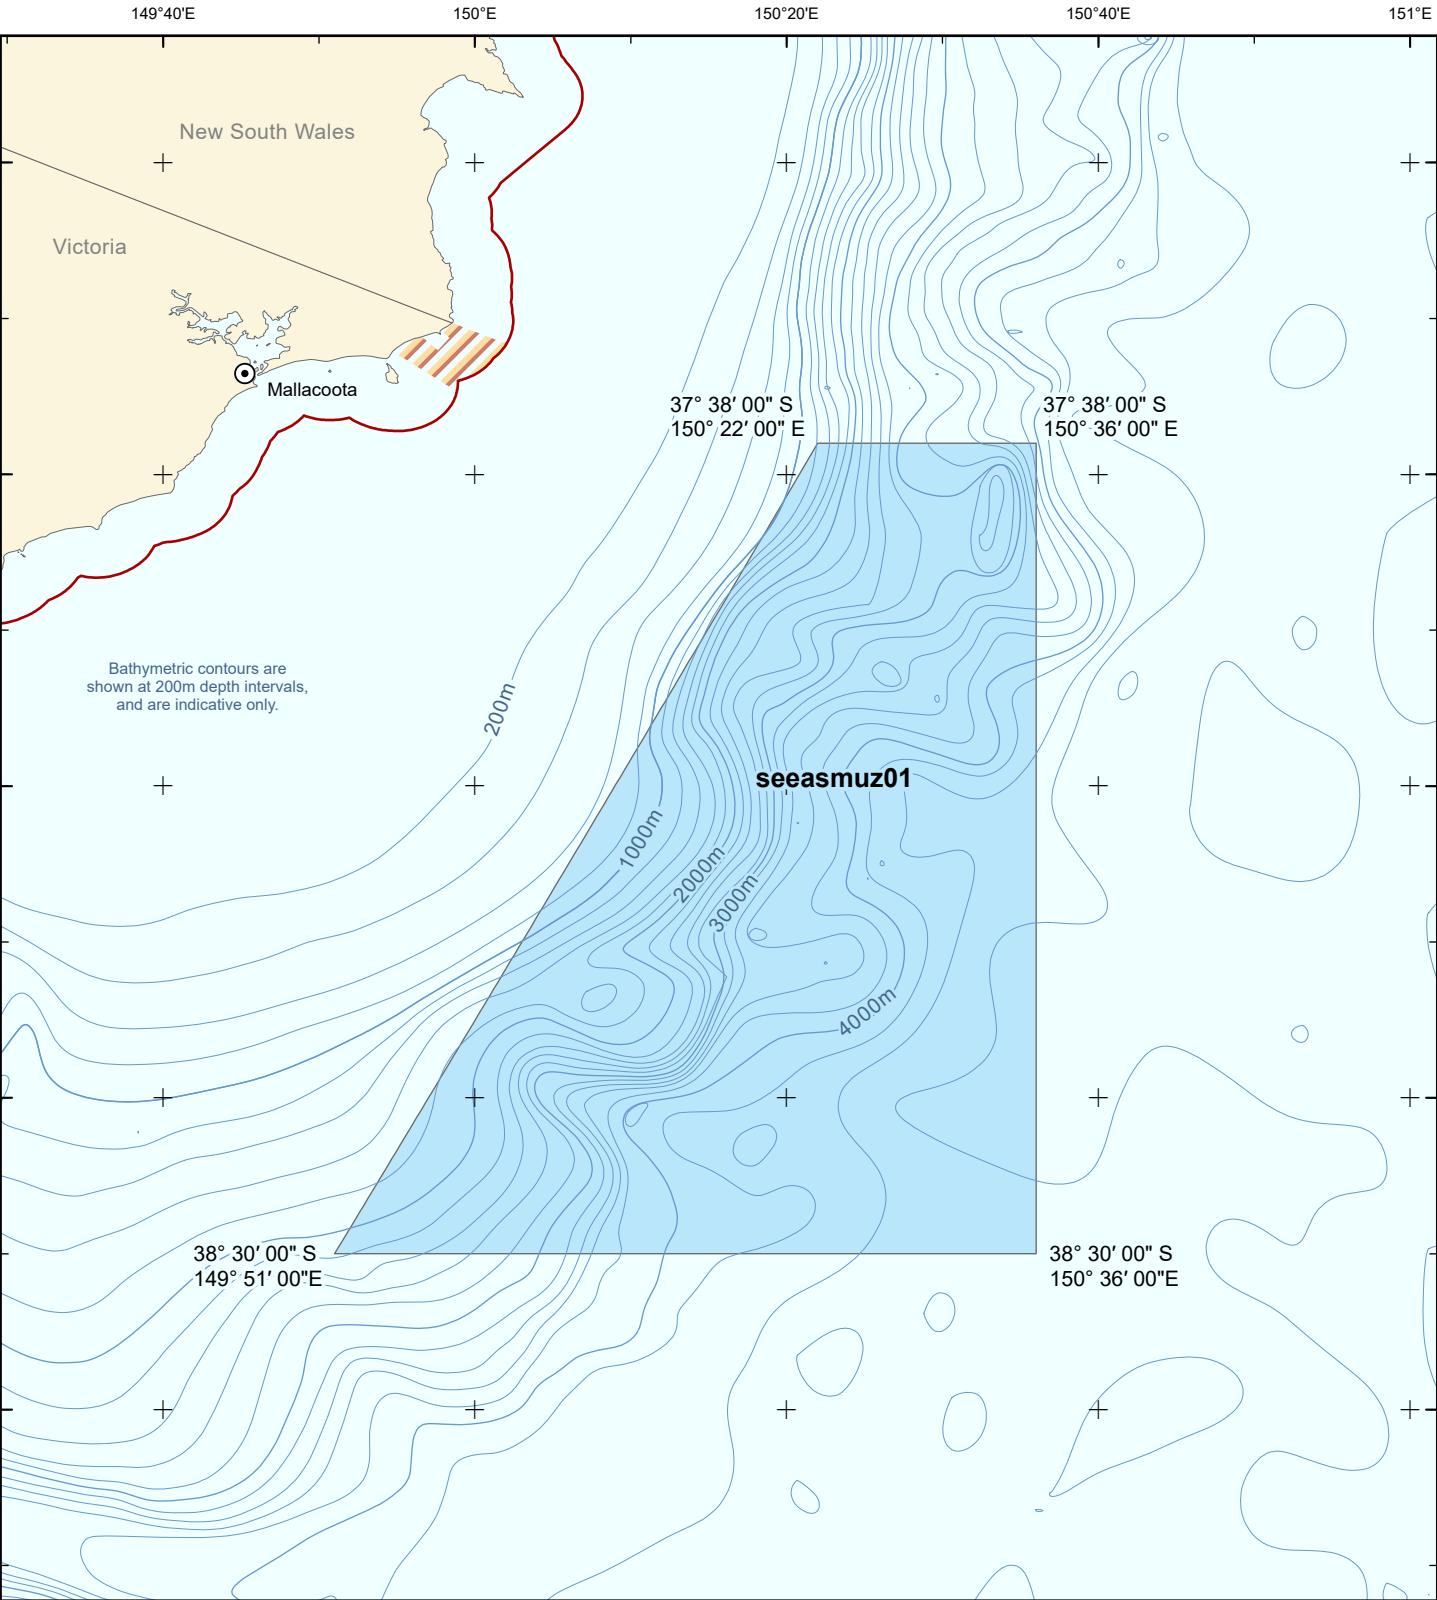 149°40'E
150°E
150°20'E
150°40'E
151°E
New South Wales
Victoria
Mallacoota
37° 38′ 00" S
150° 22′ 00" E
37° 38′ 00" S
150° 36′ 00" E
Bathymetric contours are
shown at 200m depth intervals,
and are indicative only.
200m
seeasmuz01
1000m
2000m
3000m
4000m
38° 30′ 00" S
149° 51′ 00"E
38° 30′ 00" S
150° 36′ 00"E